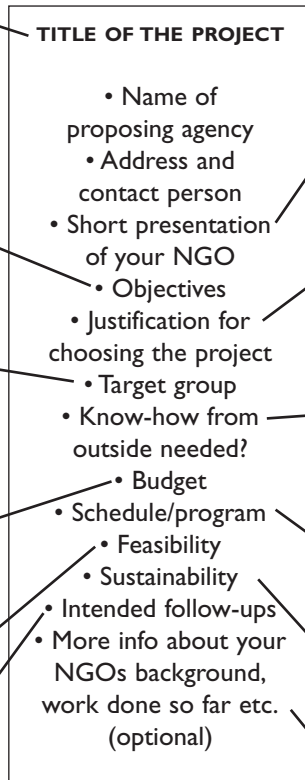 TITLE OF THE PROJECT
• Name of
proposing agency
• Address and
contact person
• Short presentation
of your NGO
• Objectives
• Justification for
choosing the project
• Target group
• Know-how from
outside needed?
• Budget
• Schedule/program
• Feasibility
• Sustainability
• Intended follow-ups
• More info about your
NGOs background,
work done so far etc.
(optional)